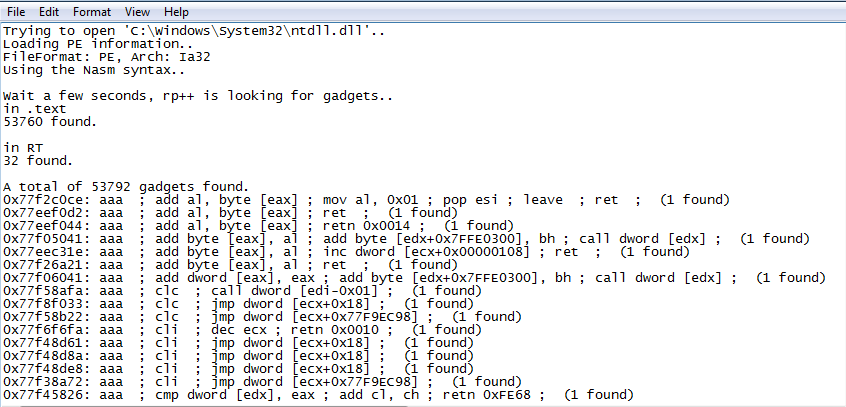 File Edit Format View Help
Trying to open 'C:\Windows\System32\ntdll.dll'..
Loading PE information..
FileFormat: PE, Arch: Ia32
Using the Nasm syntax..
Wait a few seconds, rp++ is looking for gadgets..
in .text
53760 found.
in RT
32 found.
A total of 53792 gadgets found.
0x77f2c0ce: aaa  ; add al, byte [eax] ; mov al, 0x01 ; pop esi ; leave  ; ret  ;  (1 found)
0x77eef0d2: aaa  ; add al, byte [eax] ; ret  ;  (1 found)
0x77eef044: aaa  ; add al, byte [eax] ; retn 0x0014 ;  (1 found)
0x77f05041: aaa  ; add byte [eax], al ; add byte [edx+0x7FFE0300], bh ; call dword [edx] ;  (1 found)
0x77eec31e: aaa  ; add byte [eax], al ; inc dword [ecx+0x00000108] ; ret  ;  (1 found)
0x77f26a21: aaa  ; add byte [eax], al ; ret  ;  (1 found)
0x77f06041: aaa  ; add dword [eax], eax ; add byte [edx+0x7FFE0300], bh ; call dword [edx] ;  (1 found)
0x77f58afa: aaa  ; clc  ; call dword [edi-0x01] ;  (1 found)
0x77f8f033: aaa  ; clc  ; jmp dword [ecx+0x18] ;  (1 found)
0x77f58b22: aaa  ; clc  ; jmp dword [ecx+0x77F9EC98] ;  (1 found)
0x77f6f6fa: aaa  ; cli  ; dec ecx ; retn 0x0010 ;  (1 found)
0x77f48d61: aaa  ; cli  ; jmp dword [ecx+0x18] ;  (1 found)
0x77f48d8a: aaa  ; cli  ; jmp dword [ecx+0x18] ;  (1 found)
0x77f48de8: aaa  ; cli  ; jmp dword [ecx+0x18] ;  (1 found)
0x77f38a72: aaa  ; cli  ; jmp dword [ecx+0x77F9EC98] ;  (1 found)
0x77f45826: aaa  ; cmp dword [edx], eax ; add cl, ch ; retn 0xFE68 ;  (1 found)